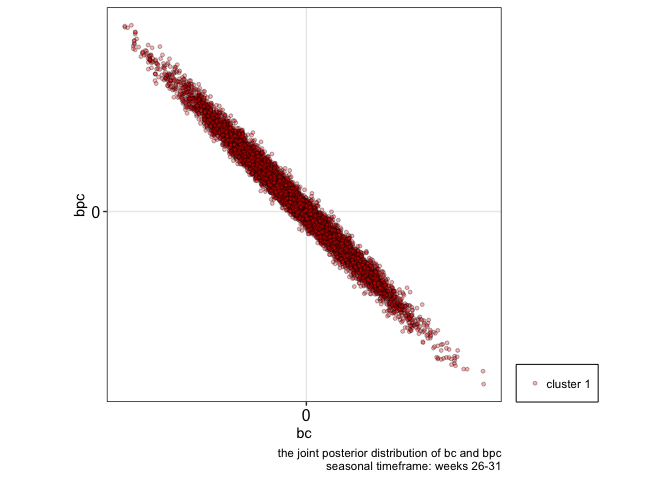 bpc
0
0
bc
cluster 1
the joint posterior distribution of bc and bpc
seasonal timeframe: weeks 26-31